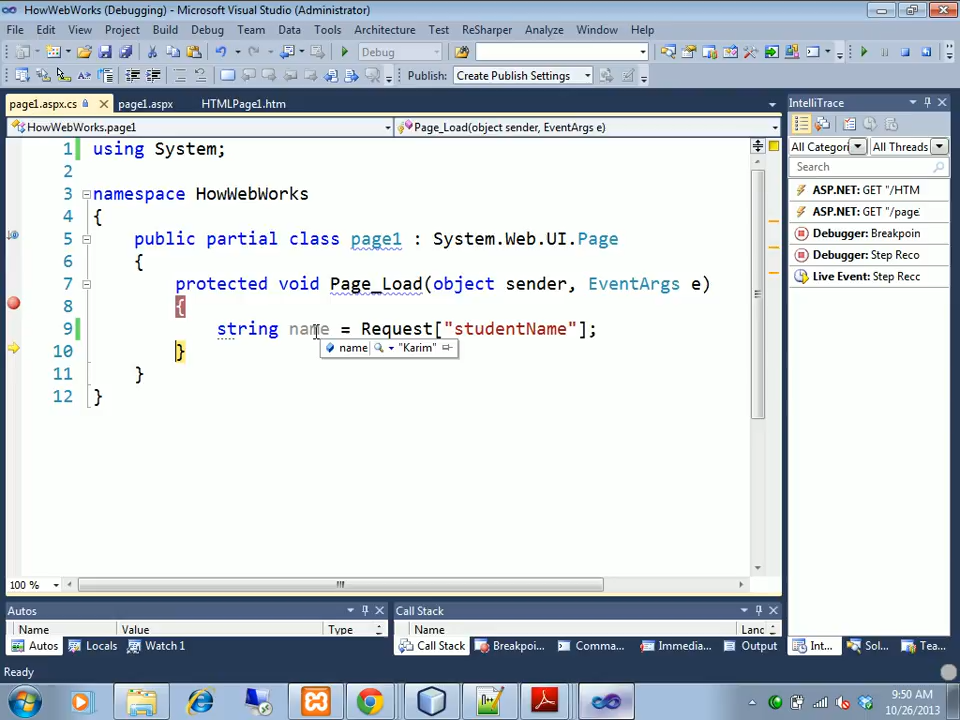 HowWebWorks (Debugging) - Microsoft Visual Studio (Administrator)
File Edit View Project Build Debug Team Data Tools Architecture Test ReSharper Analyze Window Help
Debug
Publish: Create Publish Settings
page1.aspx.cs page1.aspx HTMLPage1.htm
HowWebWorks.page1 Page_Load(object sender, EventArgs e)
1 using System;
2
3 namespace HowWebWorks
4 {
5 public partial class page1 : System.Web.UI.Page
6 {
7 protected void Page_Load(object sender, EventArgs e)
8 {
9 string name = Request["studentName"];
name "Karim"
10 }
11 }
12 }
100 %
IntelliTrace
All Categori All Threads
Search
ASP.NET: GET "/HTM
ASP.NET: GET "/page
Debugger: Breakpoin
Debugger: Step Reco
Live Event: Step Recc
Autos
Name Value Type
Autos Locals Watch 1
Call Stack
Name Lanc
Call Stack Breakpoi... Comma... Immedia... Output
Int... Sol... Tea...
Ready
9:50 AM
10/26/2013